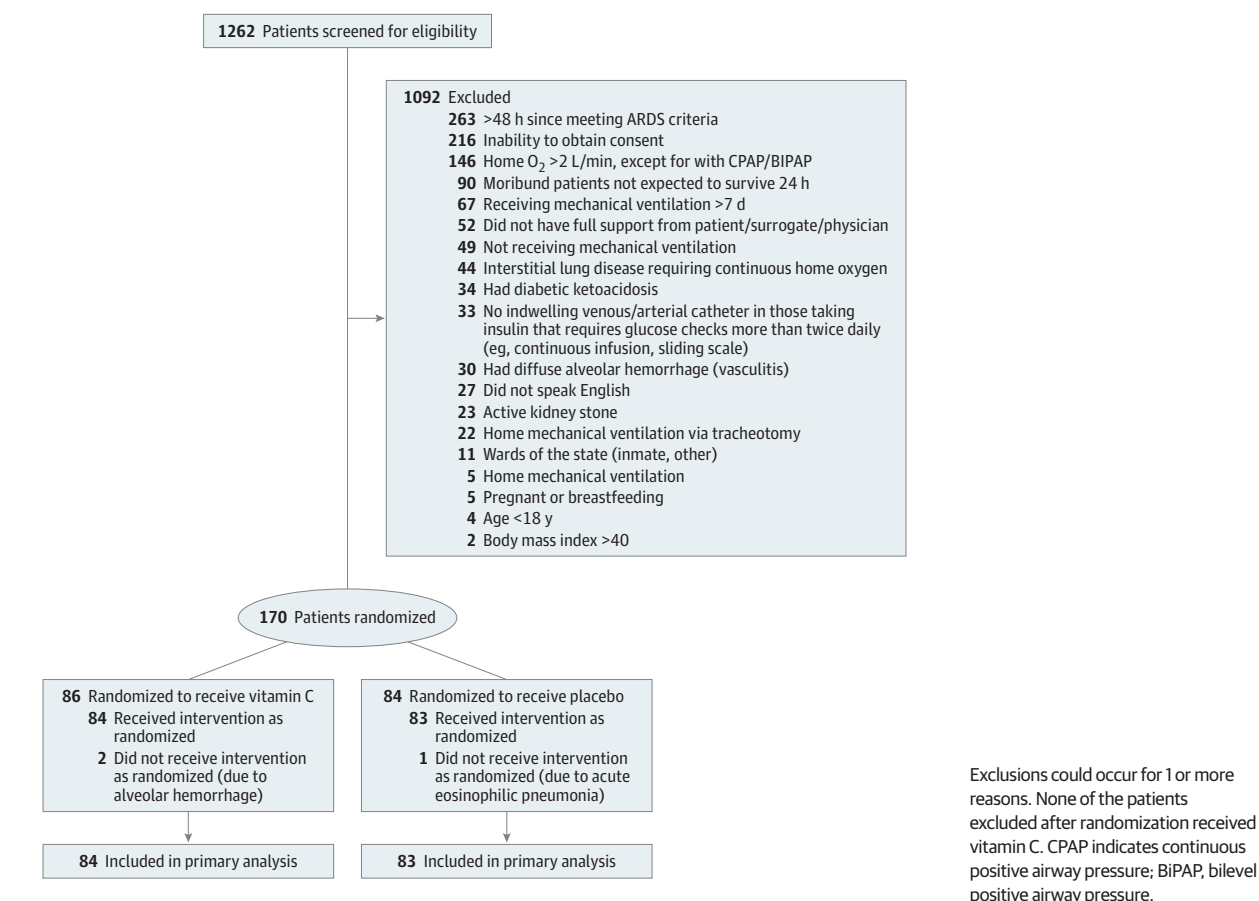 1262 Patients screened for eligibility
1092 Excluded
263 >48 h since meeting ARDS criteria
216 Inability to obtain consent
146 Home O2 >2 L/min, except for with CPAP/BIPAP
90 Moribund patients not expected to survive 24 h
67 Receiving mechanical ventilation >7 d
52 Did not have full support from patient/surrogate/physician
49 Not receiving mechanical ventilation
44 Interstitial lung disease requiring continuous home oxygen
34 Had diabetic ketoacidosis
33 No indwelling venous/arterial catheter in those taking
insulin that requires glucose checks more than twice daily
(eg, continuous infusion, sliding scale)
30 Had diffuse alveolar hemorrhage (vasculitis)
27 Did not speak English
23 Active kidney stone
22 Home mechanical ventilation via tracheotomy
11 Wards of the state (inmate, other)
5 Home mechanical ventilation
5 Pregnant or breastfeeding
4 Age <18 y
2 Body mass index >40
170 Patients randomized
86 Randomized to receive vitamin C
84 Received intervention as
randomized
2 Did not receive intervention
as randomized (due to
alveolar hemorrhage)
84 Randomized to receive placebo
83 Received intervention as
randomized
1 Did not receive intervention
as randomized (due to acute
eosinophilic pneumonia)
84 Included in primary analysis
83 Included in primary analysis
Exclusions could occur for 1 or more
reasons. None of the patients
excluded after randomization received
vitamin C. CPAP indicates continuous
positive airway pressure; BiPAP, bilevel
positive airway pressure.